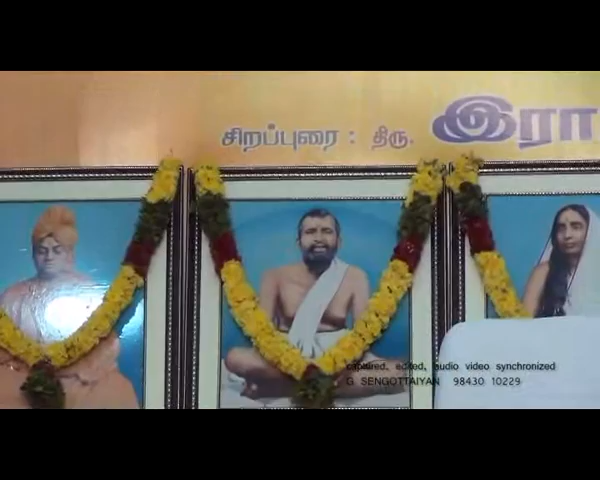 சிறப்புரை : திரு. இரா
captured, edited, audio video synchronized
G SENGOTTAIYAN 98430 10229